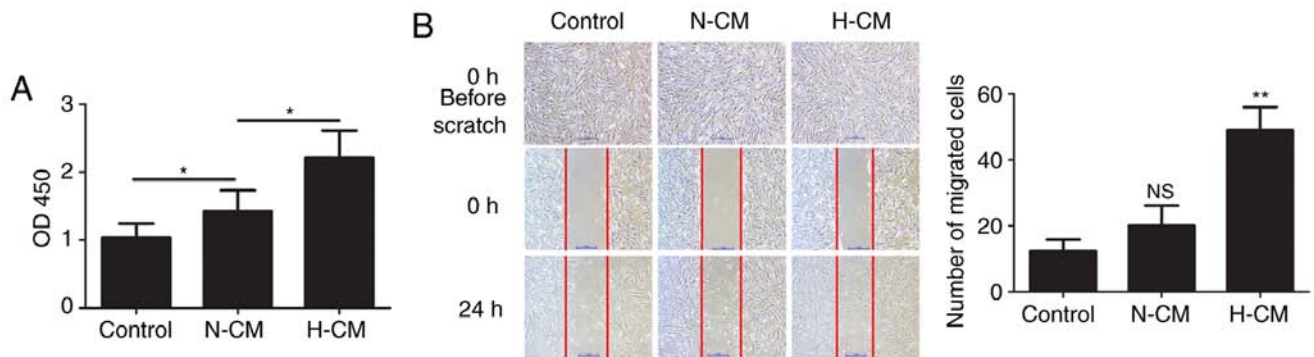 A
OD 450
3
2
1
0
*
*
Control
N-CM
H-CM
B
Control
N-CM
H-CM
0 h
Before
scratch
0 h
24 h
Number of migrated cells
60
40
20
0
NS
**
Control
N-CM
H-CM